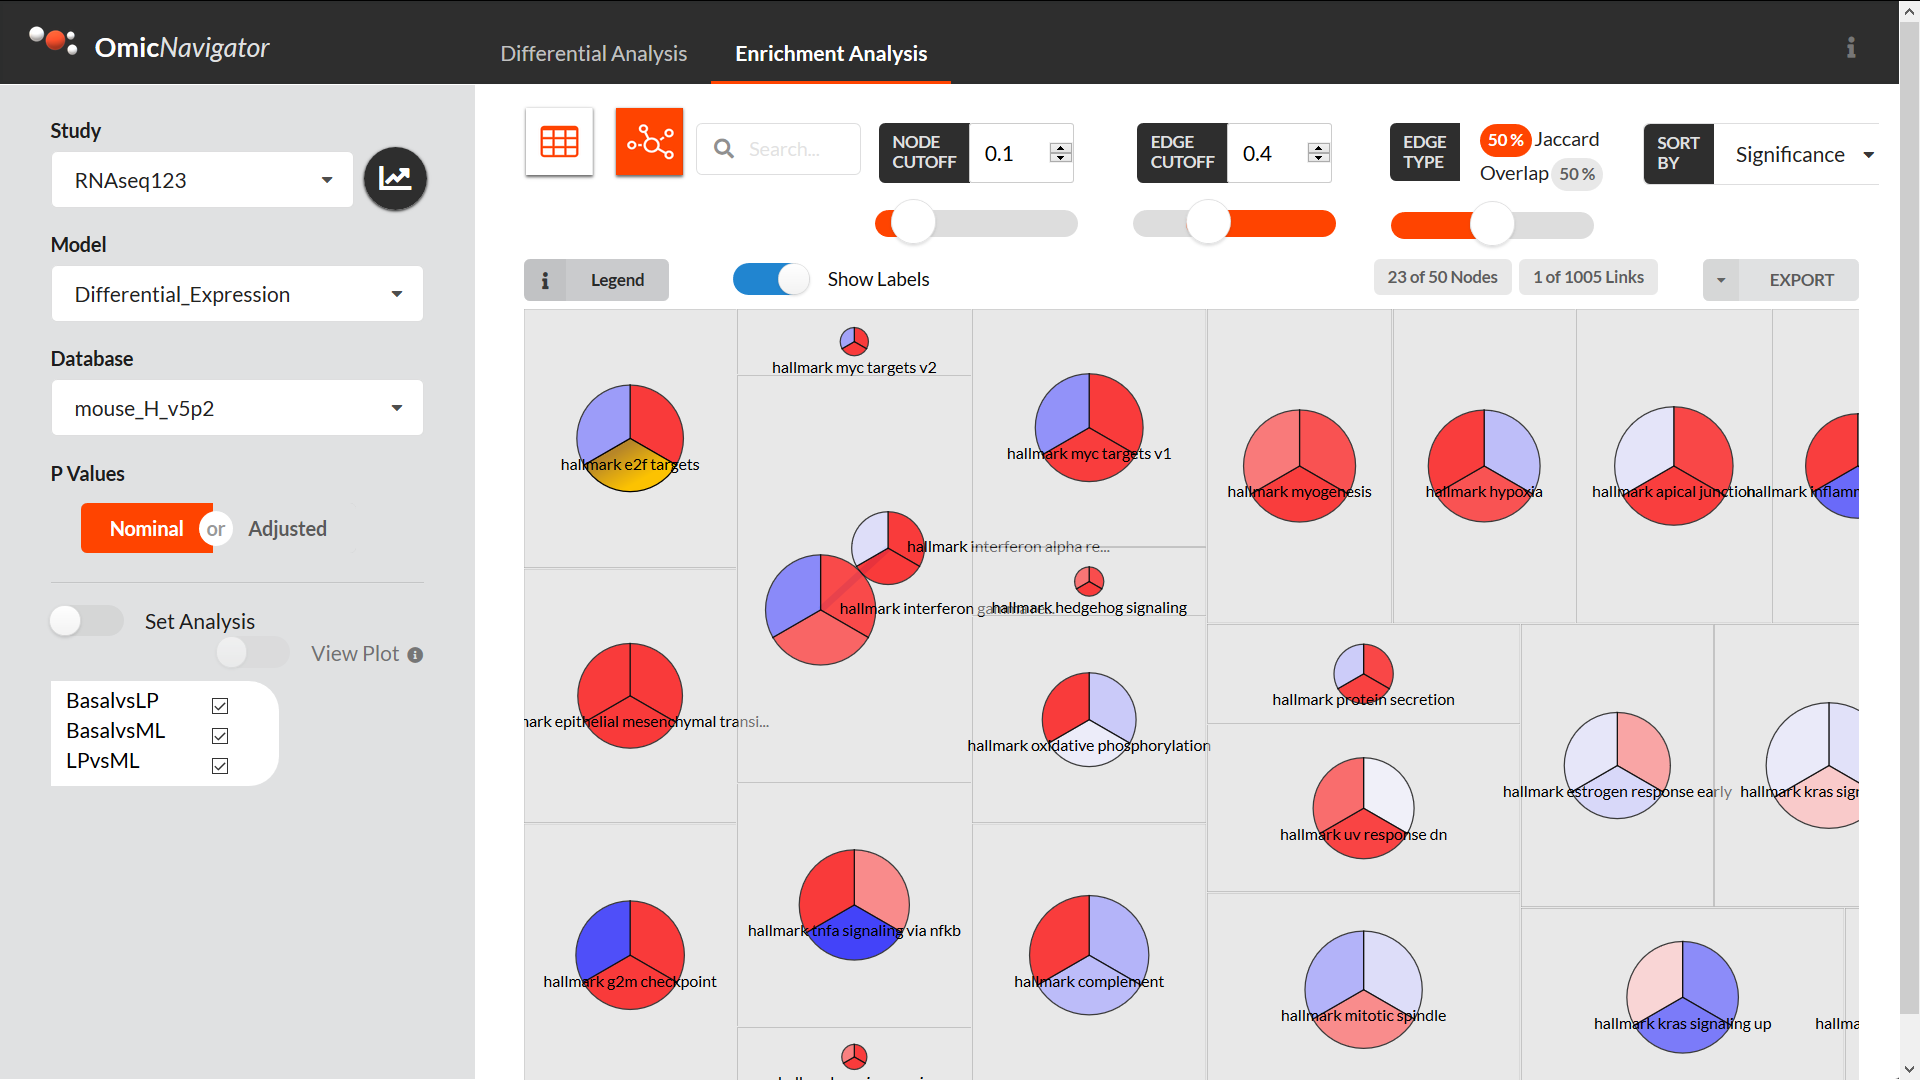 OmicNavigator
Differential Analysis
Enrichment Analysis
Study
RNAseq123
Model
Differential_Expression
Database
mouse_H_v5p2
P Values
Nominal or Adjusted
Set Analysis
View Plot
BasalvsLP
BasalvsML
LPvsML
Search...
NODE
CUTOFF
0.1
EDGE
CUTOFF
0.4
EDGE
TYPE
50 % Jaccard
Overlap 50 %
SORT
BY
Significance
Legend
Show Labels
23 of 50 Nodes
1 of 1005 Links
EXPORT
hallmark myc targets v2
hallmark e2f targets
hallmark myc targets v1
hallmark myogenesis
hallmark hypoxia
hallmark apical junction
hallmark inflamr
hallmark interferon alpha re...
hallmark interferon
hallmark hedgehog signaling
hallmark protein secretion
hallmark epithelial mesenchymal transi...
hallmark oxidative phosphorylation
hallmark estrogen response early
hallmark kras sigr
hallmark uv response dn
hallmark tnfa signaling via nfkb
hallmark g2m checkpoint
hallmark complement
hallmark mitotic spindle
hallmark kras signaling up
hallma